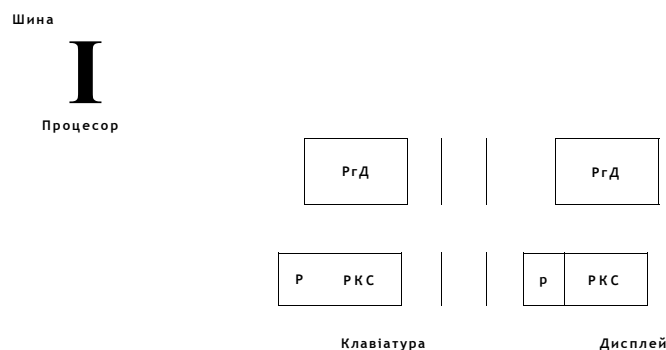 Шина
I
Процесор
РгД РгД
Р РКС р РКС
Клавіатура Дисплей